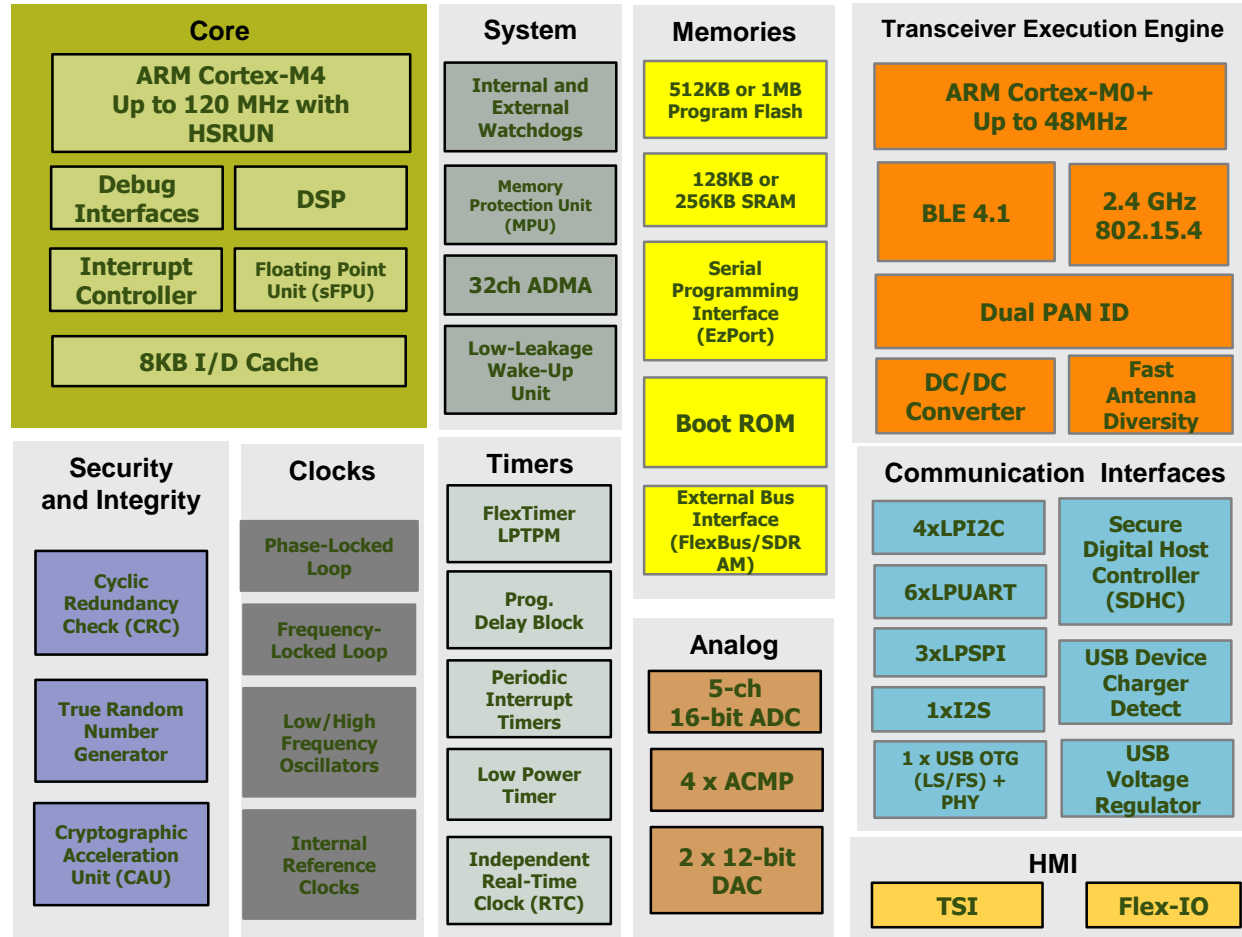 Core
ARM Cortex-M4
Up to 120 MHz with
HSRUN
Debug
Interfaces
DSP
Interrupt
Controller
Floating Point
Unit (sFPU)
8KB I/D Cache
System
Internal and
External
Watchdogs
Memory
Protection Unit
(MPU)
32ch ADMA
Low-Leakage
Wake-Up
Unit
Memories
512KB or 1MB
Program Flash
128KB or
256KB SRAM
Serial
Programming
Interface
(EzPort)
Boot ROM
External Bus
Interface
(FlexBus/SDR
AM)
Transceiver Execution Engine
ARM Cortex-M0+
Up to 48MHz
BLE 4.1
2.4 GHz
802.15.4
Dual PAN ID
DC/DC
Converter
Fast
Antenna
Diversity
Security
and Integrity
Cyclic
Redundancy
Check (CRC)
True Random
Number
Generator
Cryptographic
Acceleration
Unit (CAU)
Clocks
Phase-Locked
Loop
Frequency-
Locked Loop
Low/High
Frequency
Oscillators
Internal
Reference
Clocks
Timers
FlexTimer
LPTPM
Prog.
Delay Block
Periodic
Interrupt
Timers
Low Power
Timer
Independent
Real-Time
Clock (RTC)
Analog
5-ch
16-bit ADC
4 x ACMP
2 x 12-bit
DAC
Communication Interfaces
4xLPI2C
6xLPUART
3xLPSPI
1xI2S
1 x USB OTG
(LS/FS) +
PHY
Secure
Digital Host
Controller
(SDHC)
USB Device
Charger
Detect
USB
Voltage
Regulator
HMI
TSI
Flex-IO